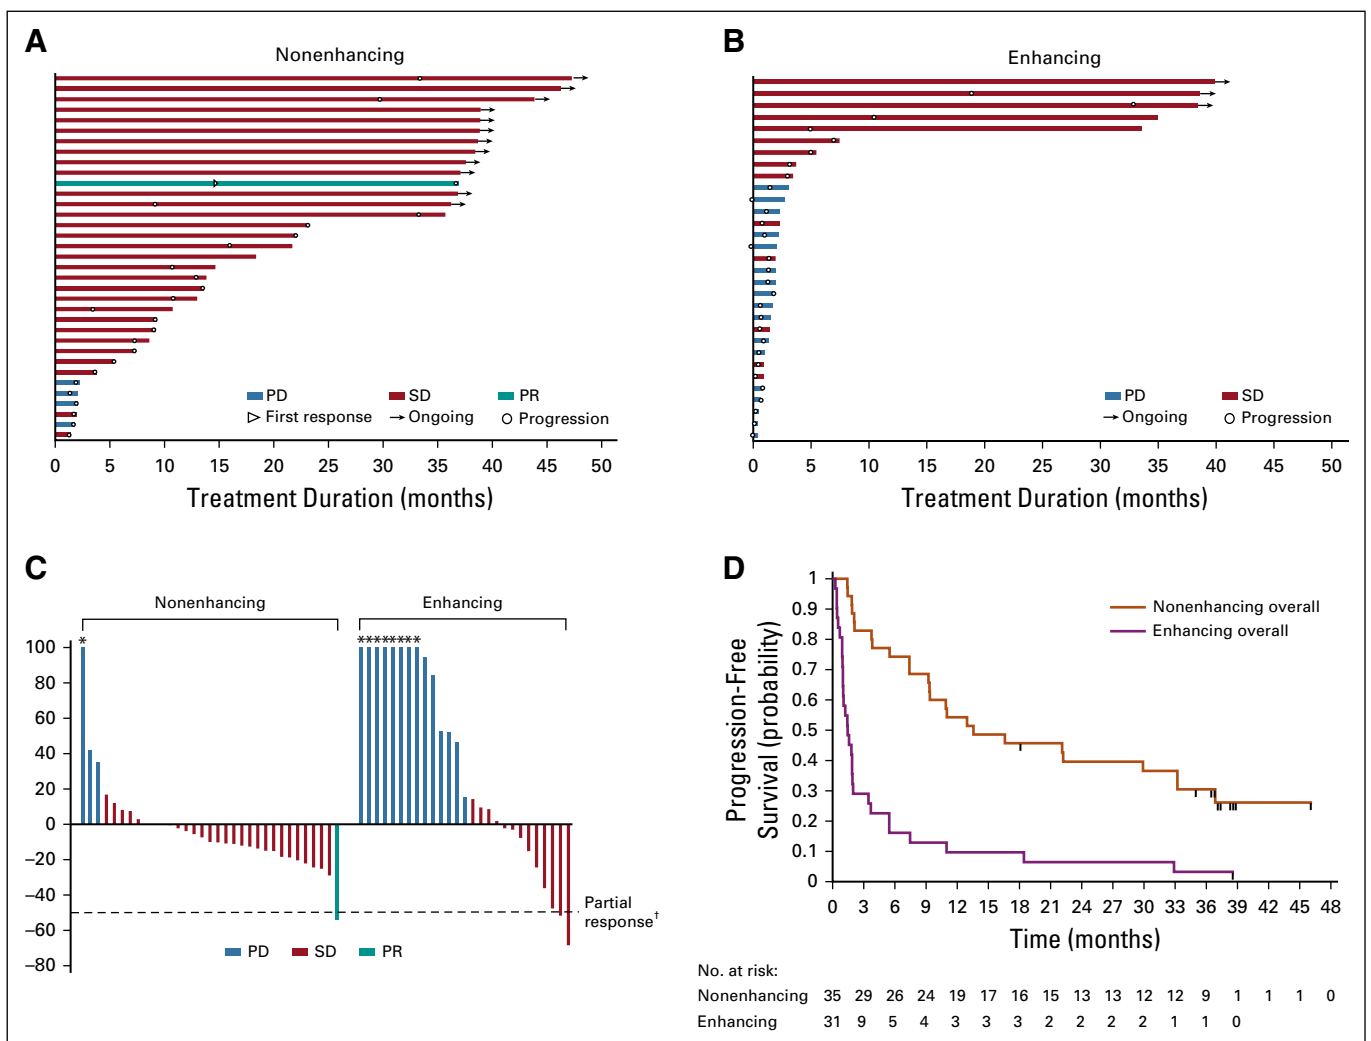 A
Nonenhancing
PD SD PR
First response Ongoing Progression
0 5 10 15 20 25 30 35 40 45 50
Treatment Duration (months)
B
Enhancing
PD SD
Ongoing Progression
0 5 10 15 20 25 30 35 40 45 50
Treatment Duration (months)
C
Nonenhancing Enhancing
* ********
100
80
60
40
20
0
–20
–40
–60
–80
Partial
response†
PD SD PR
D
Progression-Free
Survival (probability)
1
0.9
0.8
0.7
0.6
0.5
0.4
0.3
0.2
0.1
0
Nonenhancing overall
Enhancing overall
0 3 6 9 12 15 18 21 24 27 30 33 36 39 42 45 48
Time (months)
No. at risk:
Nonenhancing 35 29 26 24 19 17 16 15 13 13 12 12 9 1 1 1 0
Enhancing 31 9 5 4 3 3 3 2 2 2 2 1 1 0